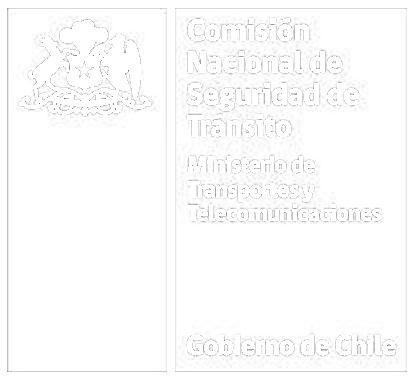 Comisión
Nacional de
Seguridad de
Tránsito
Ministerio de
Transportes y
Telecomunicaciones
Gobierno de Chile